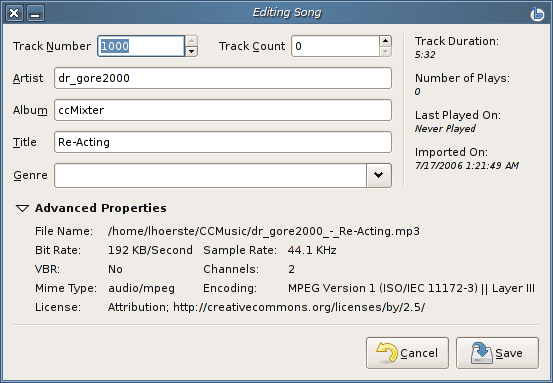 Editing Song
Track Number 1000 Track Count 0
Track Duration:
5:32
Artist dr_gore2000
Number of Plays:
0
Album ccMixter
Last Played On:
Never Played
Title Re-Acting
Imported On:
7/17/2006 1:21:49 AM
Genre
Advanced Properties
File Name: /home/lhoerste/CCMusic/dr_gore2000_-_Re-Acting.mp3
Bit Rate: 192 KB/Second Sample Rate: 44.1 KHz
VBR: No Channels: 2
Mime Type: audio/mpeg Encoding: MPEG Version 1 (ISO/IEC 11172-3) || Layer III
License: Attribution; http://creativecommons.org/licenses/by/2.5/
Cancel Save